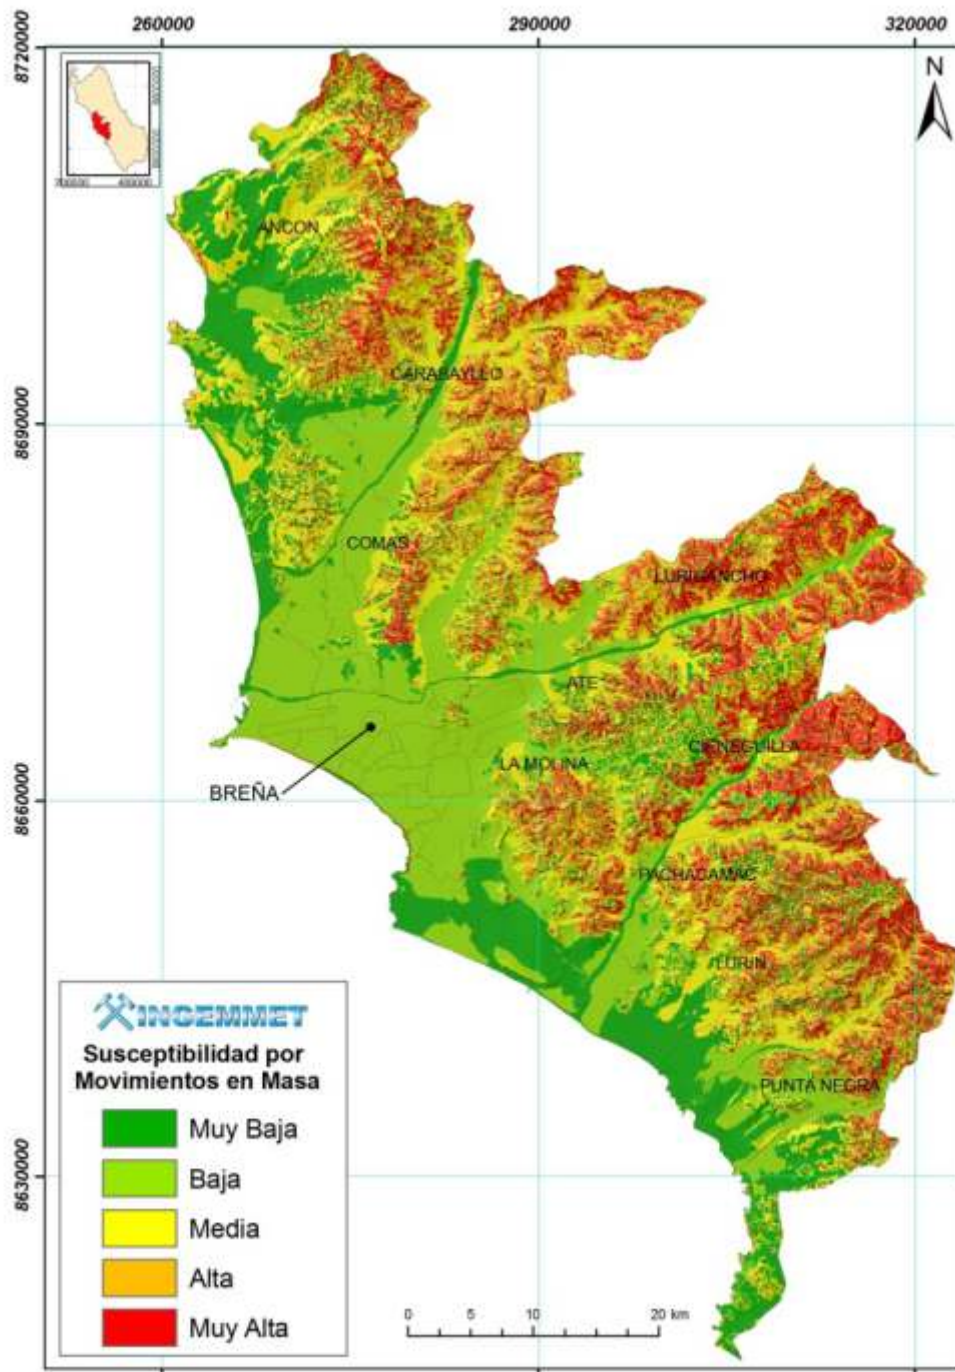 260000
290000
320000
8720000
N
ANCON
CARABAYLLO
8690000
COMAS
LURIGANCHO
ATE
CIENEGUILLA
LA MOLINA
BREÑA
8660000
PACHACAMAC
LURIN
INGEMMET
Susceptibilidad por
Movimientos en Masa
PUNTA NEGRA
Muy Baja
8630000
Baja
Media
Alta
Muy Alta
0 5 10 20 km